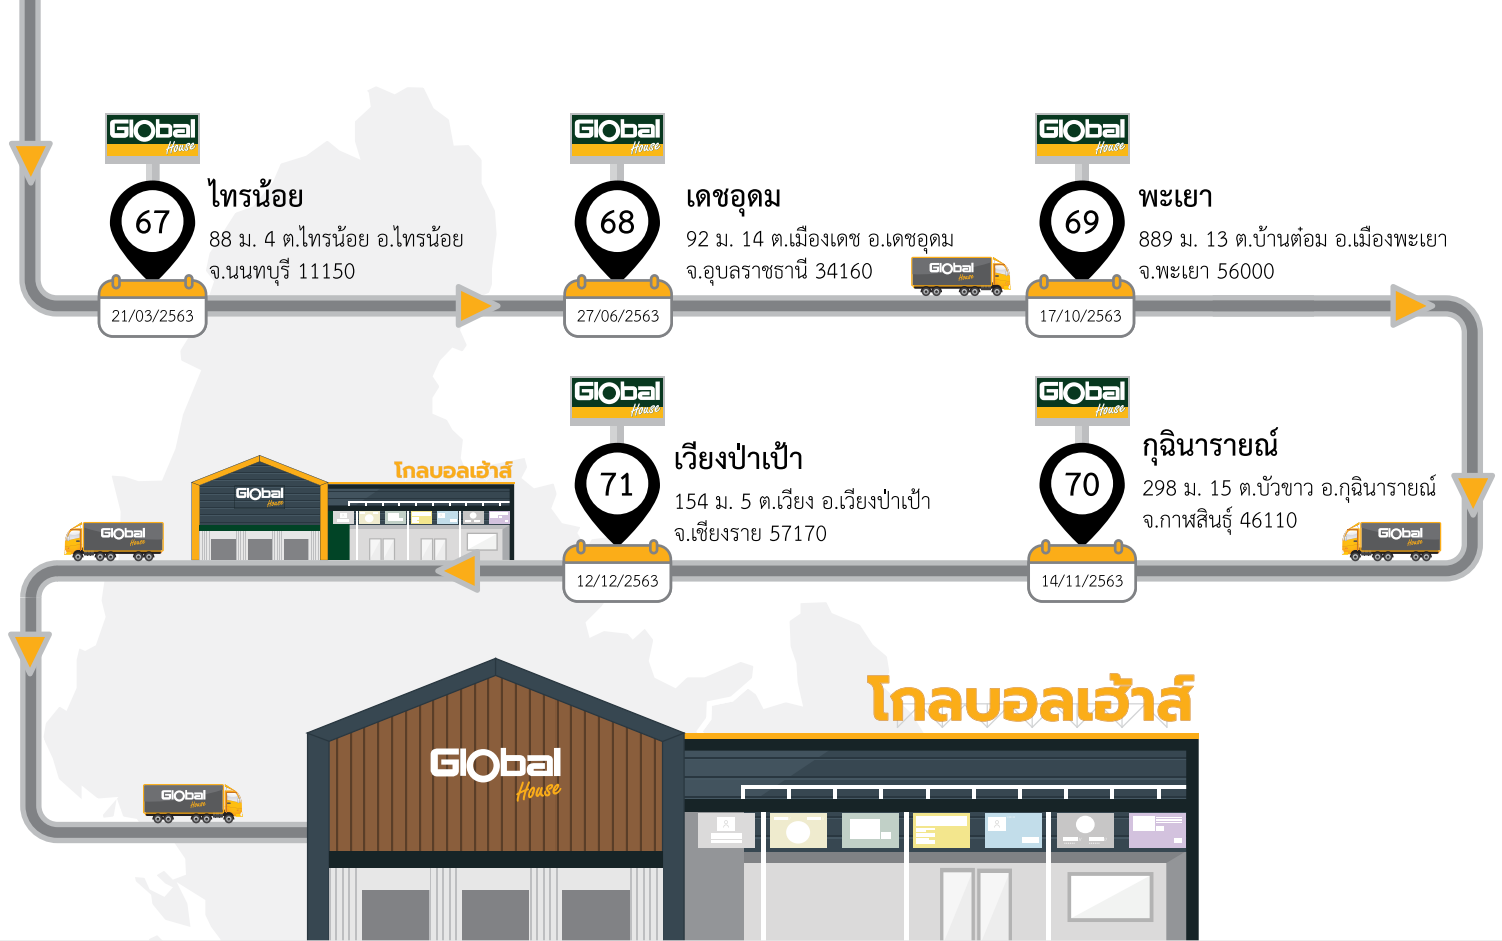 Global
House
67
ไทรน้อย
88 ม. 4 ต.ไทรน้อย อ.ไทรน้อย
จ.นนทบุรี 11150
21/03/2563
Global
House
68
เดชอุดม
92 ม. 14 ต.เมืองเดช อ.เดชอุดม
จ.อุบลราชธานี 34160
27/06/2563
Global
House
Global
House
69
พะเยา
889 ม. 13 ต.บ้านต๋อม อ.เมืองพะเยา
จ.พะเยา 56000
17/10/2563
Global
House
71
เวียงป่าเป้า
154 ม. 5 ต.เวียง อ.เวียงป่าเป้า
จ.เชียงราย 57170
12/12/2563
Global
House
70
กุฉินารายณ์
298 ม. 15 ต.บัวขาว อ.กุฉินารายณ์
จ.กาฬสินธุ์ 46110
14/11/2563
Global
House
Global
House
โกลบอลเฮ้าส์
Global
House
Global
House
Global
House
โกลบอลเฮ้าส์